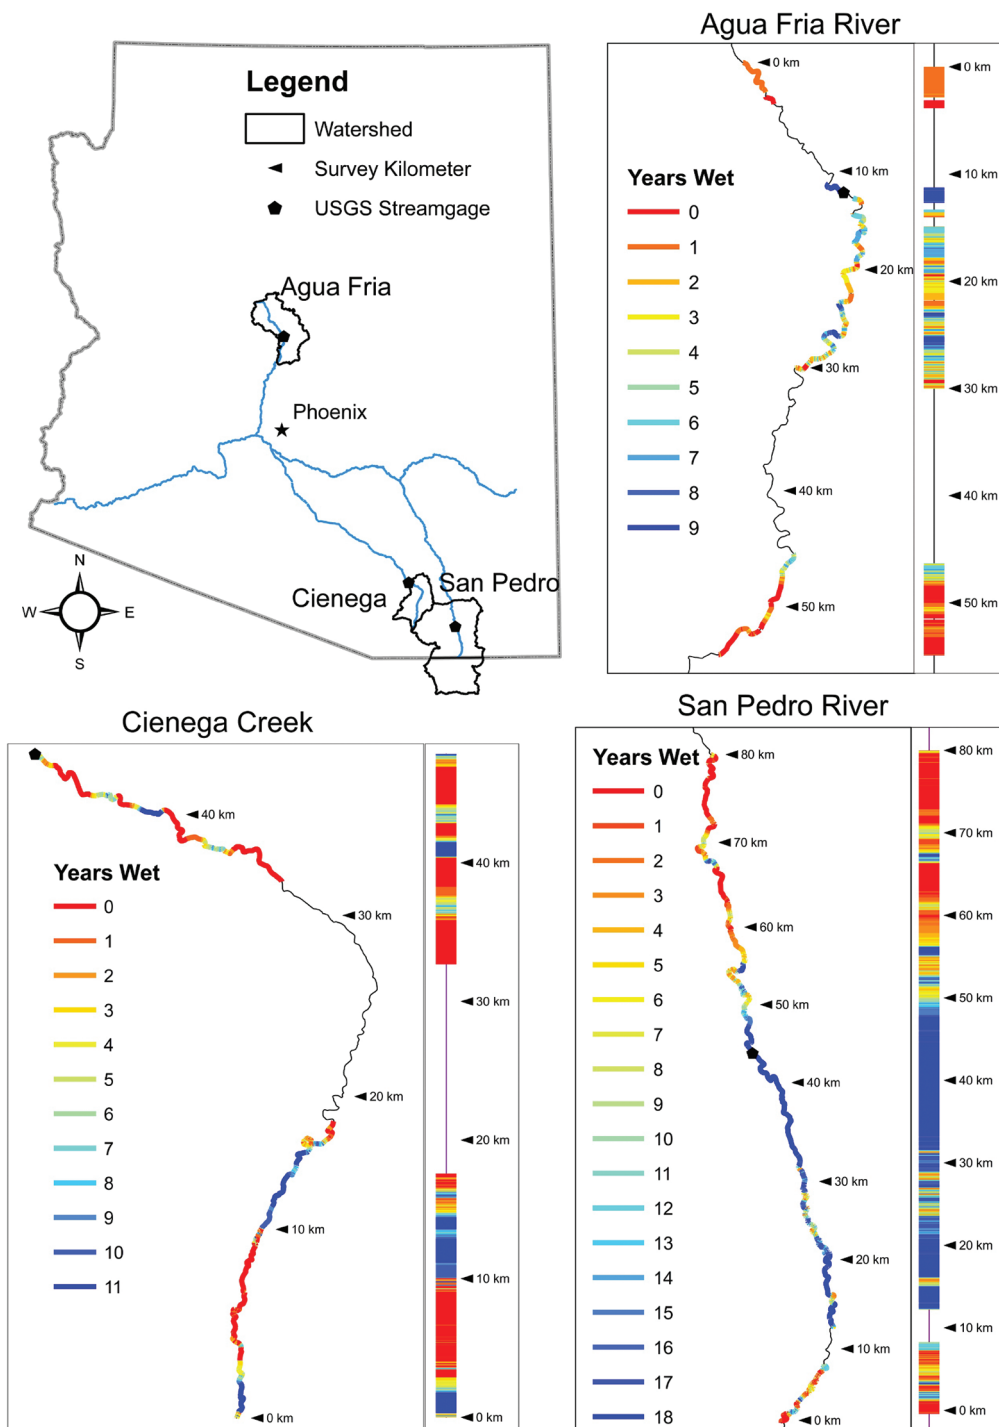 Legend
Watershed
Survey Kilometer
USGS Streamgage
Agua Fria
Phoenix
Cienega
San Pedro
N
W
E
S
Agua Fria River
Years Wet
0
1
2
3
4
5
6
7
8
9
0 km
10 km
20 km
30 km
40 km
50 km
0 km
10 km
20 km
30 km
40 km
50 km
Cienega Creek
Years Wet
0
1
2
3
4
5
6
7
8
9
10
11
40 km
30 km
20 km
10 km
0 km
40 km
30 km
20 km
10 km
0 km
San Pedro River
Years Wet
0
1
2
3
4
5
6
7
8
9
10
11
12
13
14
15
16
17
18
80 km
70 km
60 km
50 km
40 km
30 km
20 km
10 km
0 km
80 km
70 km
60 km
50 km
40 km
30 km
20 km
10 km
0 km